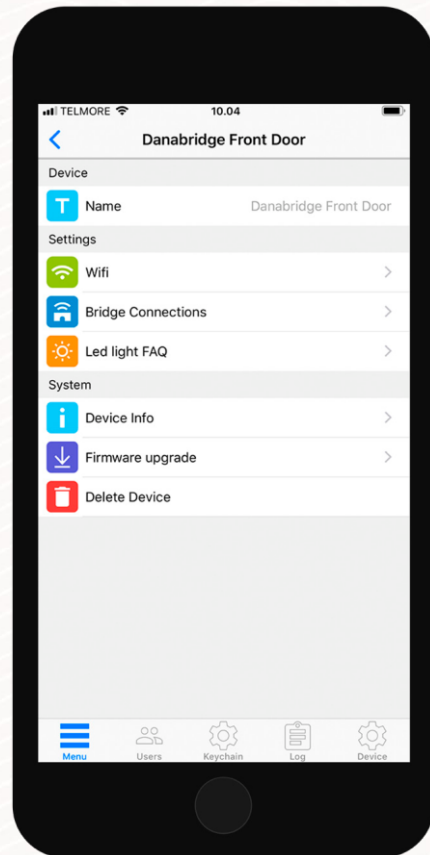 TELMORE 10.04
Danabridge Front Door
Device
T Name Danabridge Front Door
Settings
Wifi
Bridge Connections
Led light FAQ
System
i Device Info
Firmware upgrade
Delete Device
Menu Users Keychain Log Device